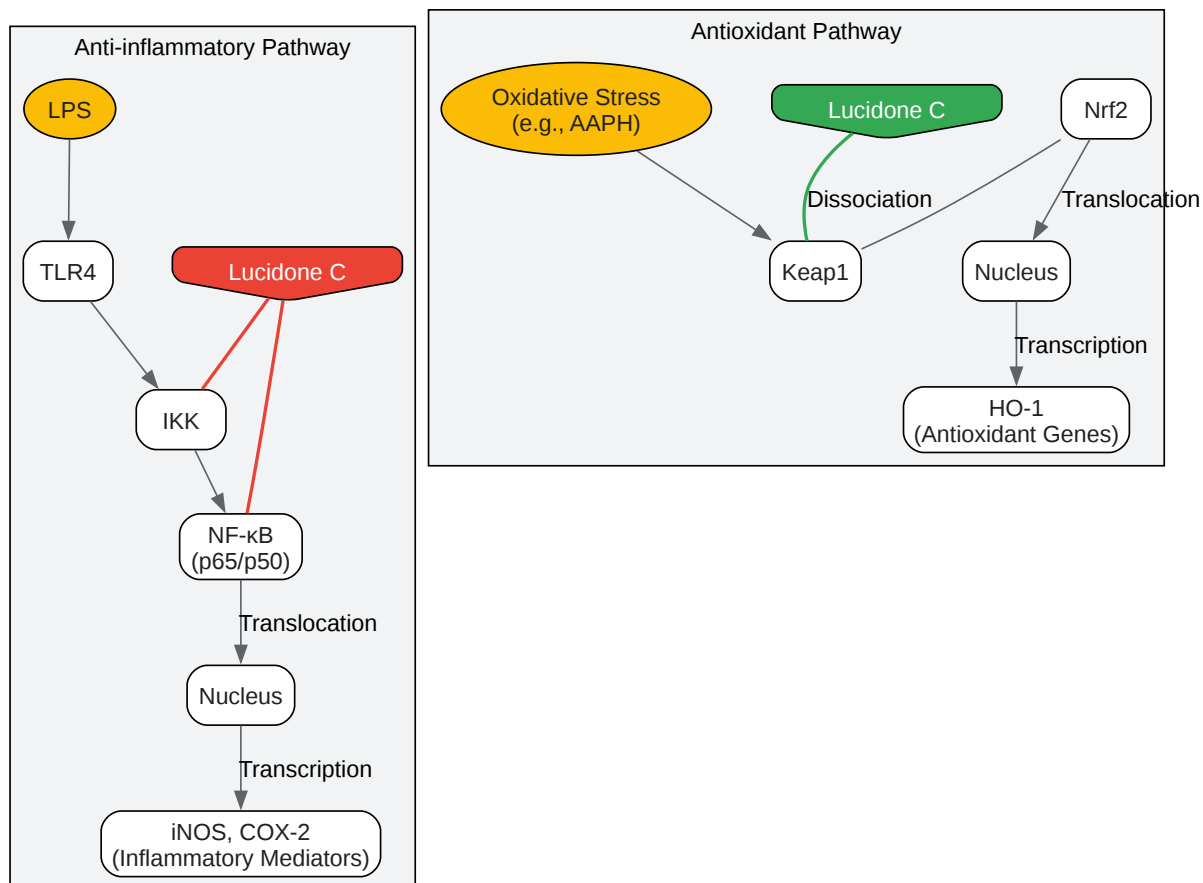 Anti-inflammatory Pathway
LPS
TLR4
Lucidone C
IKK
NF-κB
(p65/p50)
Translocation
Nucleus
Transcription
iNOS, COX-2
(Inflammatory Mediators)
Antioxidant Pathway
Oxidative Stress
(e.g., AAPH)
Lucidone C
Nrf2
Dissociation
Translocation
Keap1
Nucleus
Transcription
HO-1
(Antioxidant Genes)